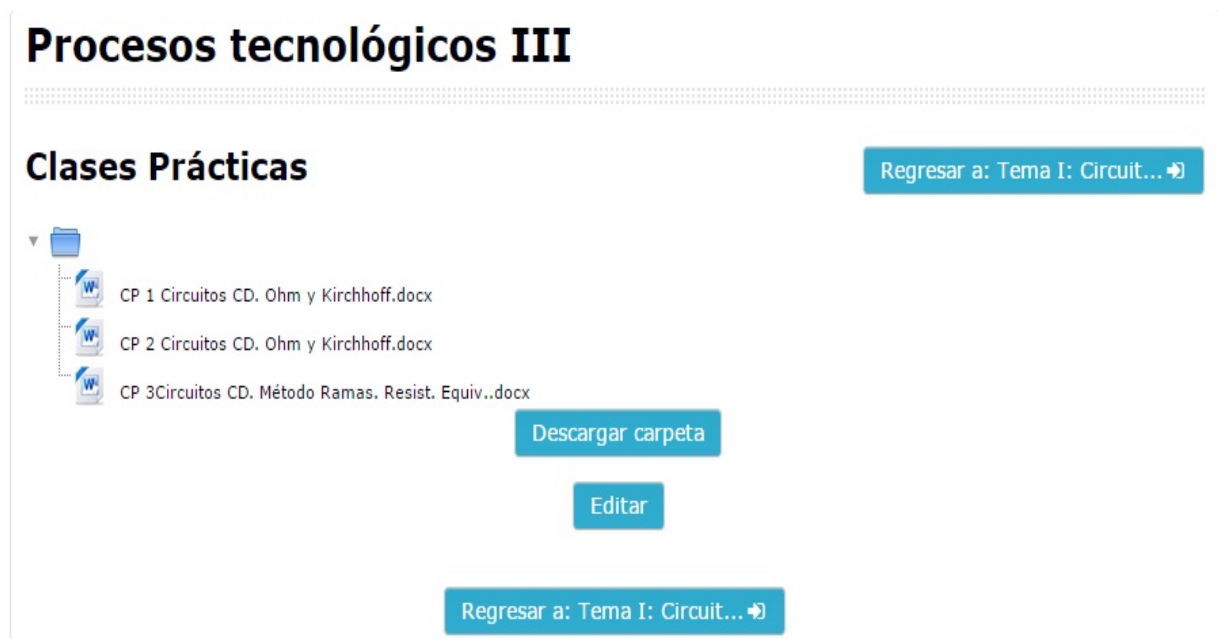 Procesos tecnológicos III
Clases Prácticas
Regresar a: Tema I: Circuit...
CP 1 Circuitos CD. Ohm y Kirchhoff.docx
CP 2 Circuitos CD. Ohm y Kirchhoff.docx
CP 3Circuitos CD. Método Ramas. Resist. Equiv..docx
Descargar carpeta
Editar
Regresar a: Tema I: Circuit...